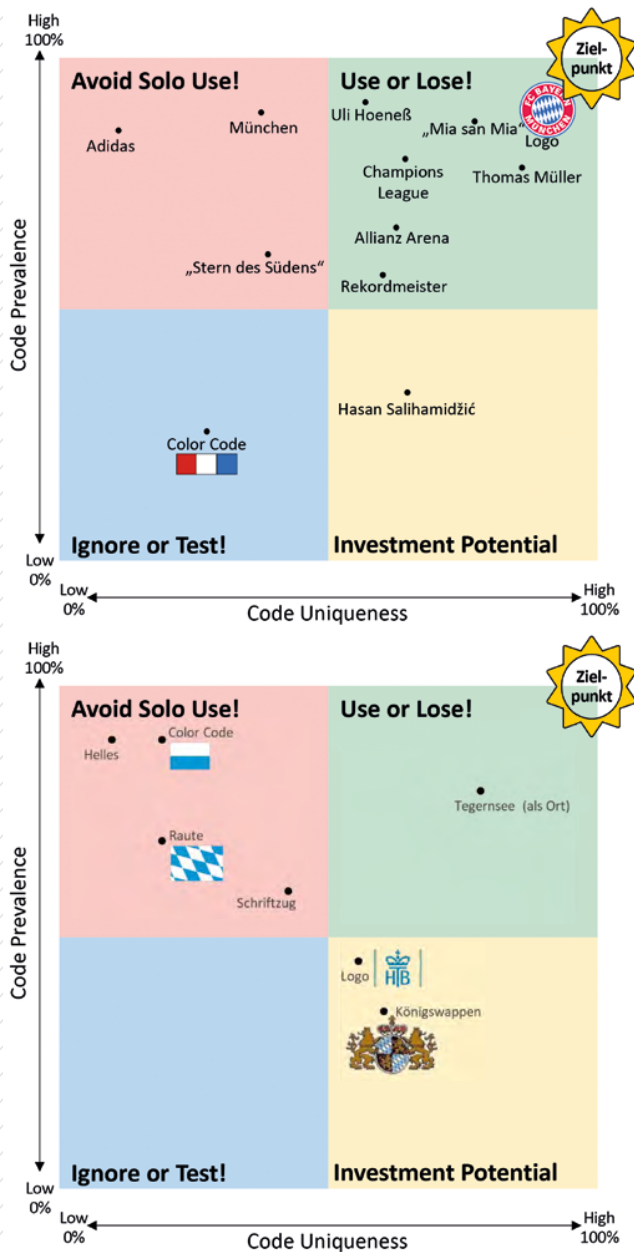 High
100%
Ziel-
punkt
Avoid Solo Use!
Use or Lose!
Adidas
München
Uli Hoeneß
„Mia san Mia“
FC BAYERN
MÜNCHEN
Logo
Champions
League
Thomas Müller
Allianz Arena
„Stern des Südens“
Rekordmeister
Code Prevalence
Hasan Salihamidžić
Color Code
Ignore or Test!
Investment Potential
Low
0%
Low
0%
Code Uniqueness
High
100%
High
100%
Ziel-
punkt
Avoid Solo Use!
Use or Lose!
Color Code
Helles
Tegernsee (als Ort)
Raute
Schriftzug
Code Prevalence
Logo
HTB
Königswappen
Ignore or Test!
Investment Potential
Low
0%
Low
0%
Code Uniqueness
High
100%